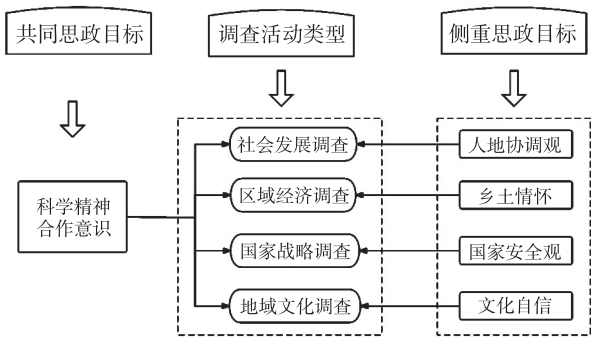 共同思政目标
调查活动类型
侧重思政目标
科学精神
合作意识
社会发展调查
区域经济调查
国家战略调查
地域文化调查
人地协调观
乡土情怀
国家安全观
文化自信